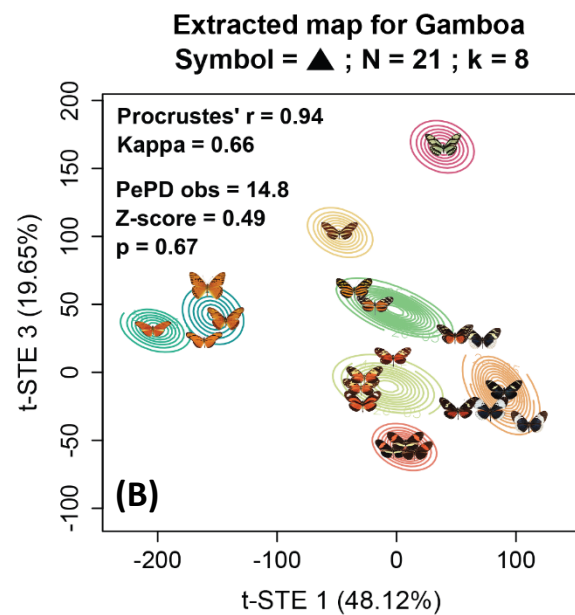 Extracted map for Gamboa
Symbol = ▲ ; N = 21 ; k = 8
Procrustes' r = 0.94
Kappa = 0.66
PePD obs = 14.8
Z-score = 0.49
p = 0.67
(B)
t-STE 3 (19.65%)
200
150
100
50
0
-50
-100
-200
-100
0
100
t-STE 1 (48.12%)